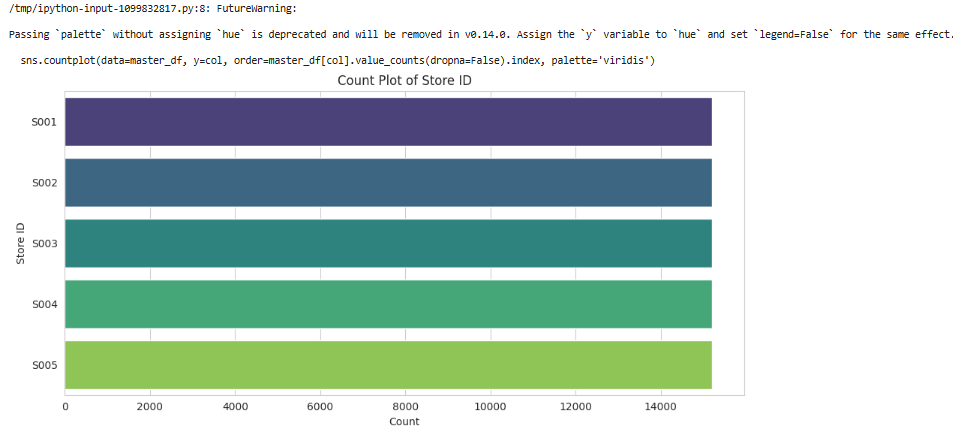 /tmp/ipython-input-1099832817.py:8: FutureWarning:
Passing `palette` without assigning `hue` is deprecated and will be removed in v0.14.0. Assign the `y` variable to `hue` and set `legend=False` for the same effect.
sns.countplot(data=master_df, y=col, order=master_df[col].value_counts(dropna=False).index, palette='viridis')
Count Plot of Store ID
S001
S002
S003
S004
S005
Store ID
0 2000 4000 6000 8000 10000 12000 14000
Count